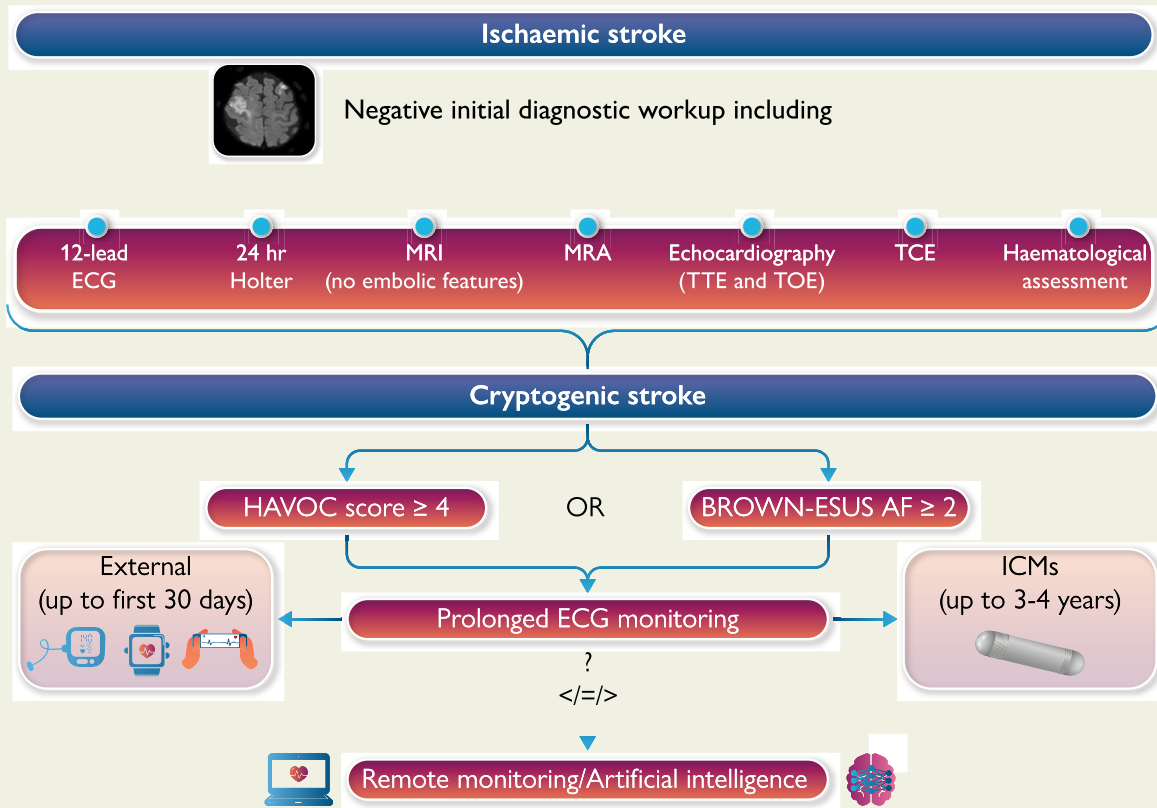 Ischaemic stroke
Negative initial diagnostic workup including
12-lead
ECG
24 hr
Holter
MRI
(no embolic features)
MRA
Echocardiography
(TTE and TOE)
TCE
Haematological
assessment
Cryptogenic stroke
HAVOC score ≥ 4
OR
BROWN-ESUS AF ≥ 2
External
(up to first 30 days)
Prolonged ECG monitoring
ICMs
(up to 3-4 years)
?
</=/>
Remote monitoring/Artificial intelligence